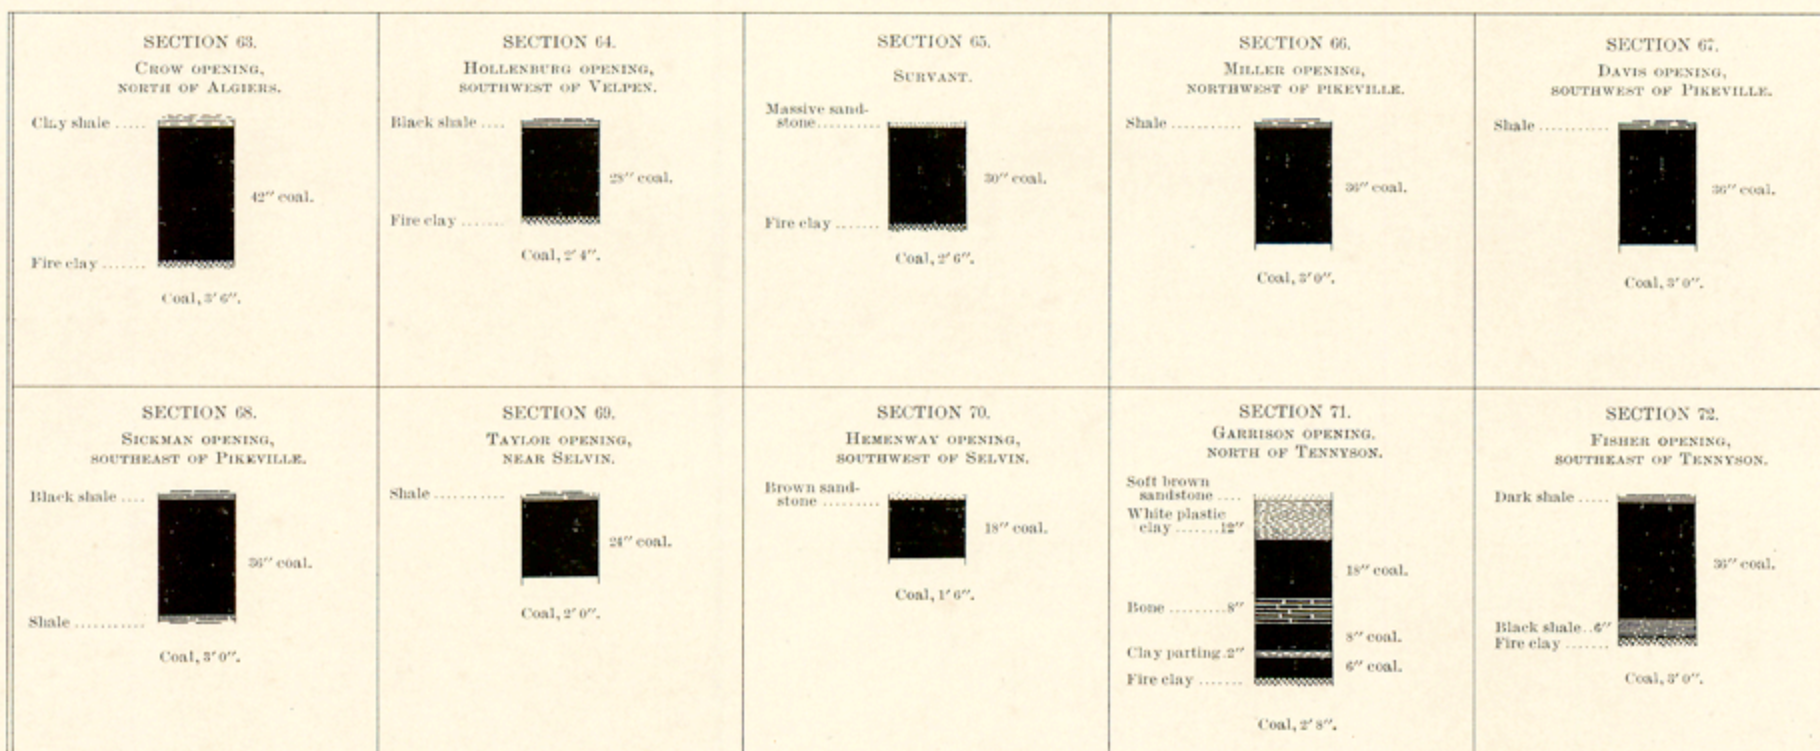 SECTION 63.
CROW OPENING,
NORTH OF ALGIERS.
Clay shale .....
42″ coal.
Fire clay .......
Coal, 3′ 6″.
SECTION 64.
HOLLENBURG OPENING,
SOUTHWEST OF VELPEN.
Black shale ....
28″ coal.
Fire clay .......
Coal, 2′ 4″.
SECTION 65.
SURVANT.
Massive sand-
stone...........
30″ coal.
Fire clay .......
Coal, 2′ 6″.
SECTION 66.
MILLER OPENING,
NORTHWEST OF PIKEVILLE.
Shale ............
36″ coal.
Coal, 3′ 0″.
SECTION 67.
DAVIS OPENING,
SOUTHWEST OF PIKEVILLE.
Shale ............
36″ coal.
Coal, 3′ 0″.
SECTION 68.
SICKMAN OPENING,
SOUTHEAST OF PIKEVILLE.
Black shale ....
36″ coal.
Shale ............
Coal, 3′ 0″.
SECTION 69.
TAYLOR OPENING,
NEAR SELVIN.
Shale ............
24″ coal.
Coal, 2′ 0″.
SECTION 70.
HEMENWAY OPENING,
SOUTHWEST OF SELVIN.
Brown sand-
stone .........
18″ coal.
Coal, 1′ 6″.
SECTION 71.
GARRISON OPENING.
NORTH OF TENNYSON.
Soft brown
sandstone ....
White plastic
clay .......12″
18″ coal.
Bone .........8″
8″ coal.
Clay parting.2″
6″ coal.
Fire clay .......
Coal, 2′ 8″.
SECTION 72.
FISHER OPENING,
SOUTHEAST OF TENNYSON.
Dark shale .....
36″ coal.
Black shale..6″
Fire clay .......
Coal, 3′ 0″.